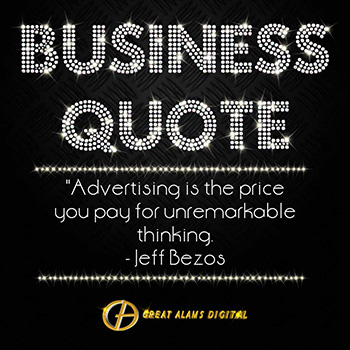 BUSINESS
QUOTE
"Advertising is the price
you pay for unremarkable
thinking.
- Jeff Bezos
GREAT ALAMS DIGITAL